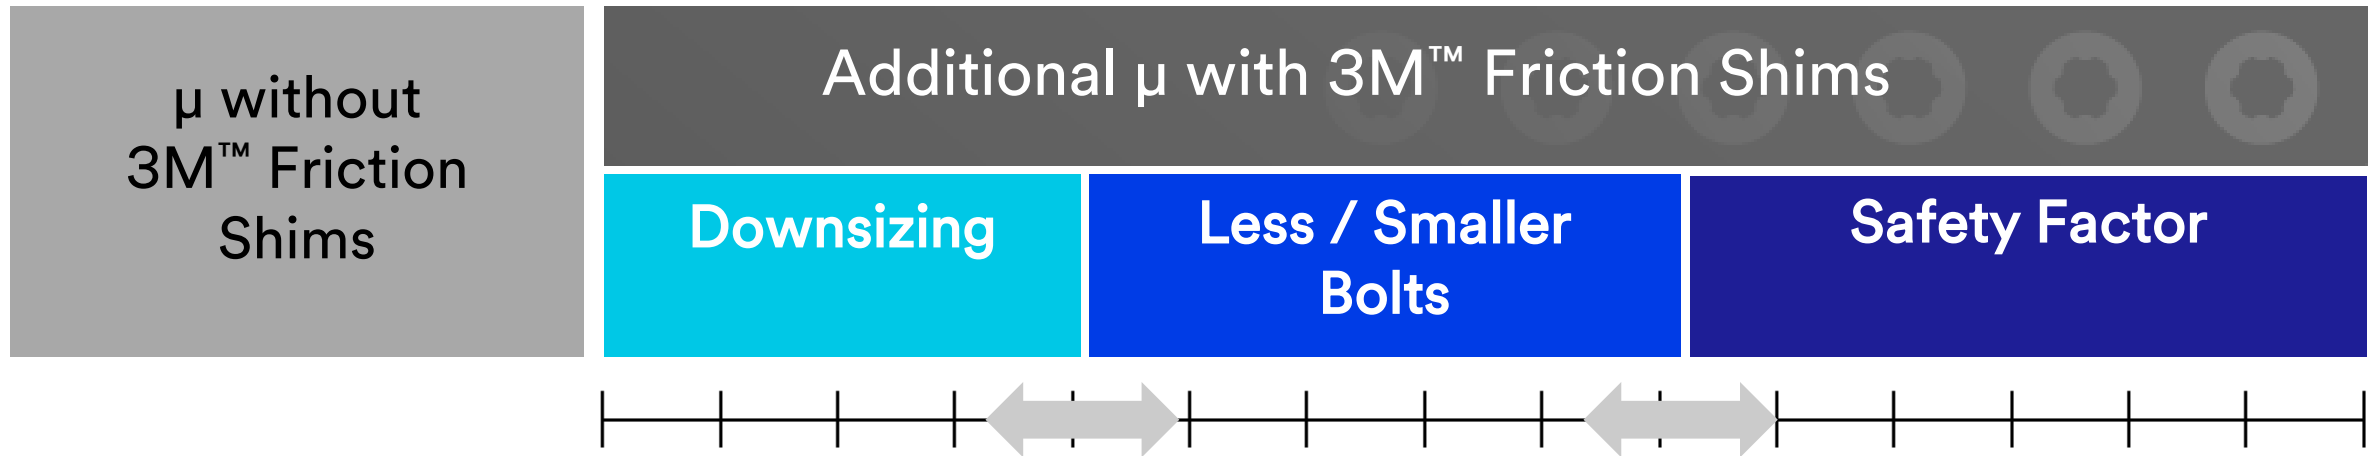 µ without
3M™ Friction
Shims
Additional µ with 3M™ Friction Shims
Downsizing
Less / Smaller
Bolts
Safety Factor